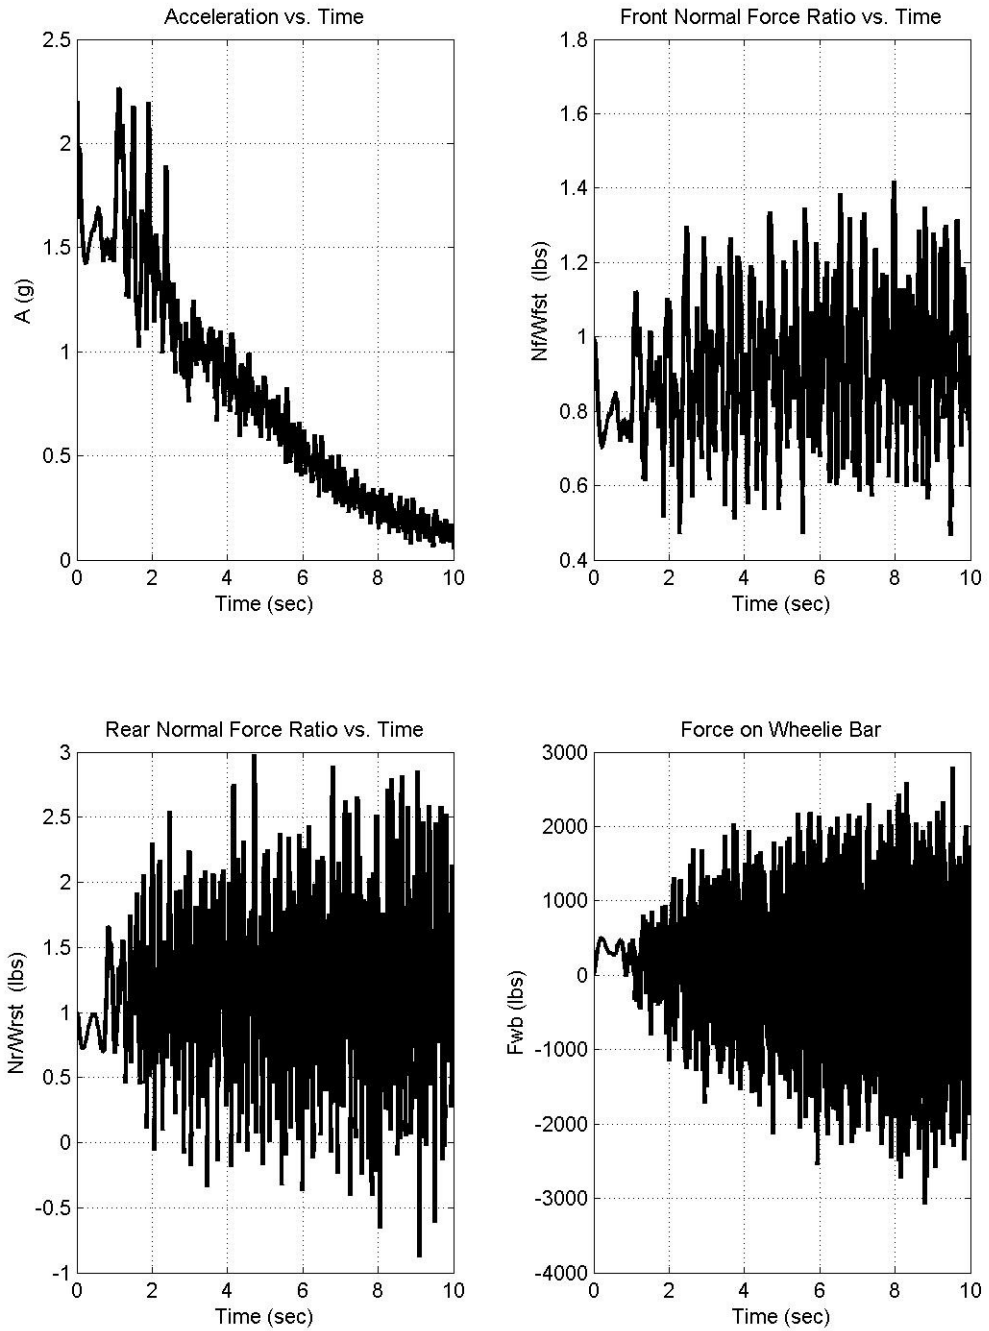 Acceleration vs. Time
2.5
2
1.5
1
0.5
0
A (g)
0 2 4 6 8 10
Time (sec)
Front Normal Force Ratio vs. Time
1.8
1.6
1.4
1.2
1
0.8
0.6
0.4
Nf/Wfst (lbs)
0 2 4 6 8 10
Time (sec)
Rear Normal Force Ratio vs. Time
3
2.5
2
1.5
1
0.5
0
-0.5
-1
Nr/Wrst (lbs)
0 2 4 6 8 10
Time (sec)
Force on Wheelie Bar
3000
2000
1000
0
-1000
-2000
-3000
-4000
Fwb (lbs)
0 2 4 6 8 10
Time (sec)